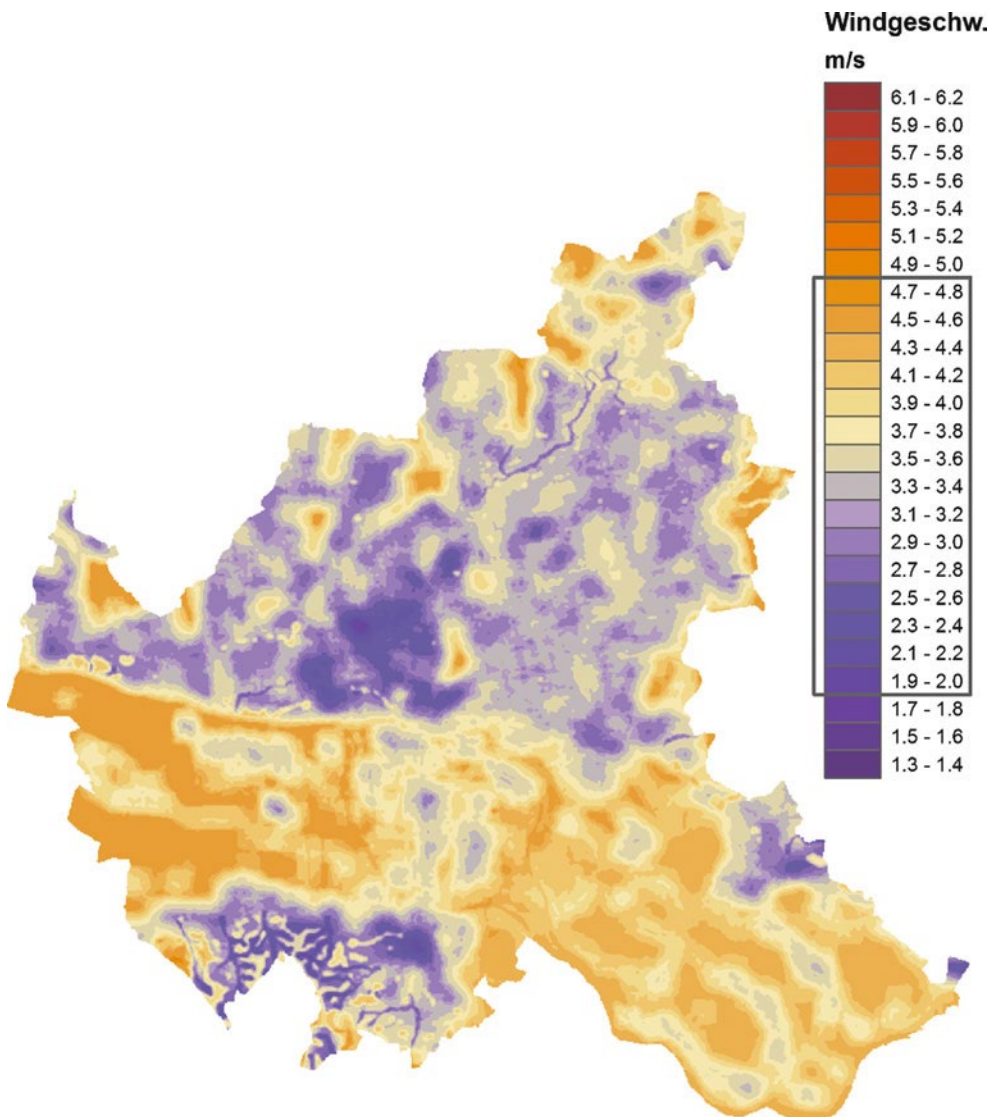 Windgeschw.
m/s
6.1 - 6.2
5.9 - 6.0
5.7 - 5.8
5.5 - 5.6
5.3 - 5.4
5.1 - 5.2
4.9 - 5.0
4.7 - 4.8
4.5 - 4.6
4.3 - 4.4
4.1 - 4.2
3.9 - 4.0
3.7 - 3.8
3.5 - 3.6
3.3 - 3.4
3.1 - 3.2
2.9 - 3.0
2.7 - 2.8
2.5 - 2.6
2.3 - 2.4
2.1 - 2.2
1.9 - 2.0
1.7 - 1.8
1.5 - 1.6
1.3 - 1.4